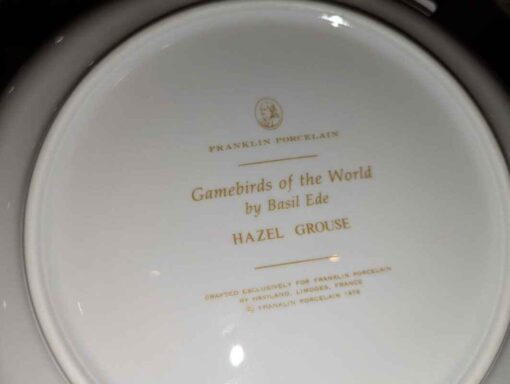 FRANKLIN PORCELAIN
Gamebirds of the World
by Basil Ede
HAZEL GROUSE
CRAFTED EXCLUSIVELY FOR FRANKLIN PORCELAIN
BY HAVILAND, LIMOGES, FRANCE
© FRANKLIN PORCELAIN 1978